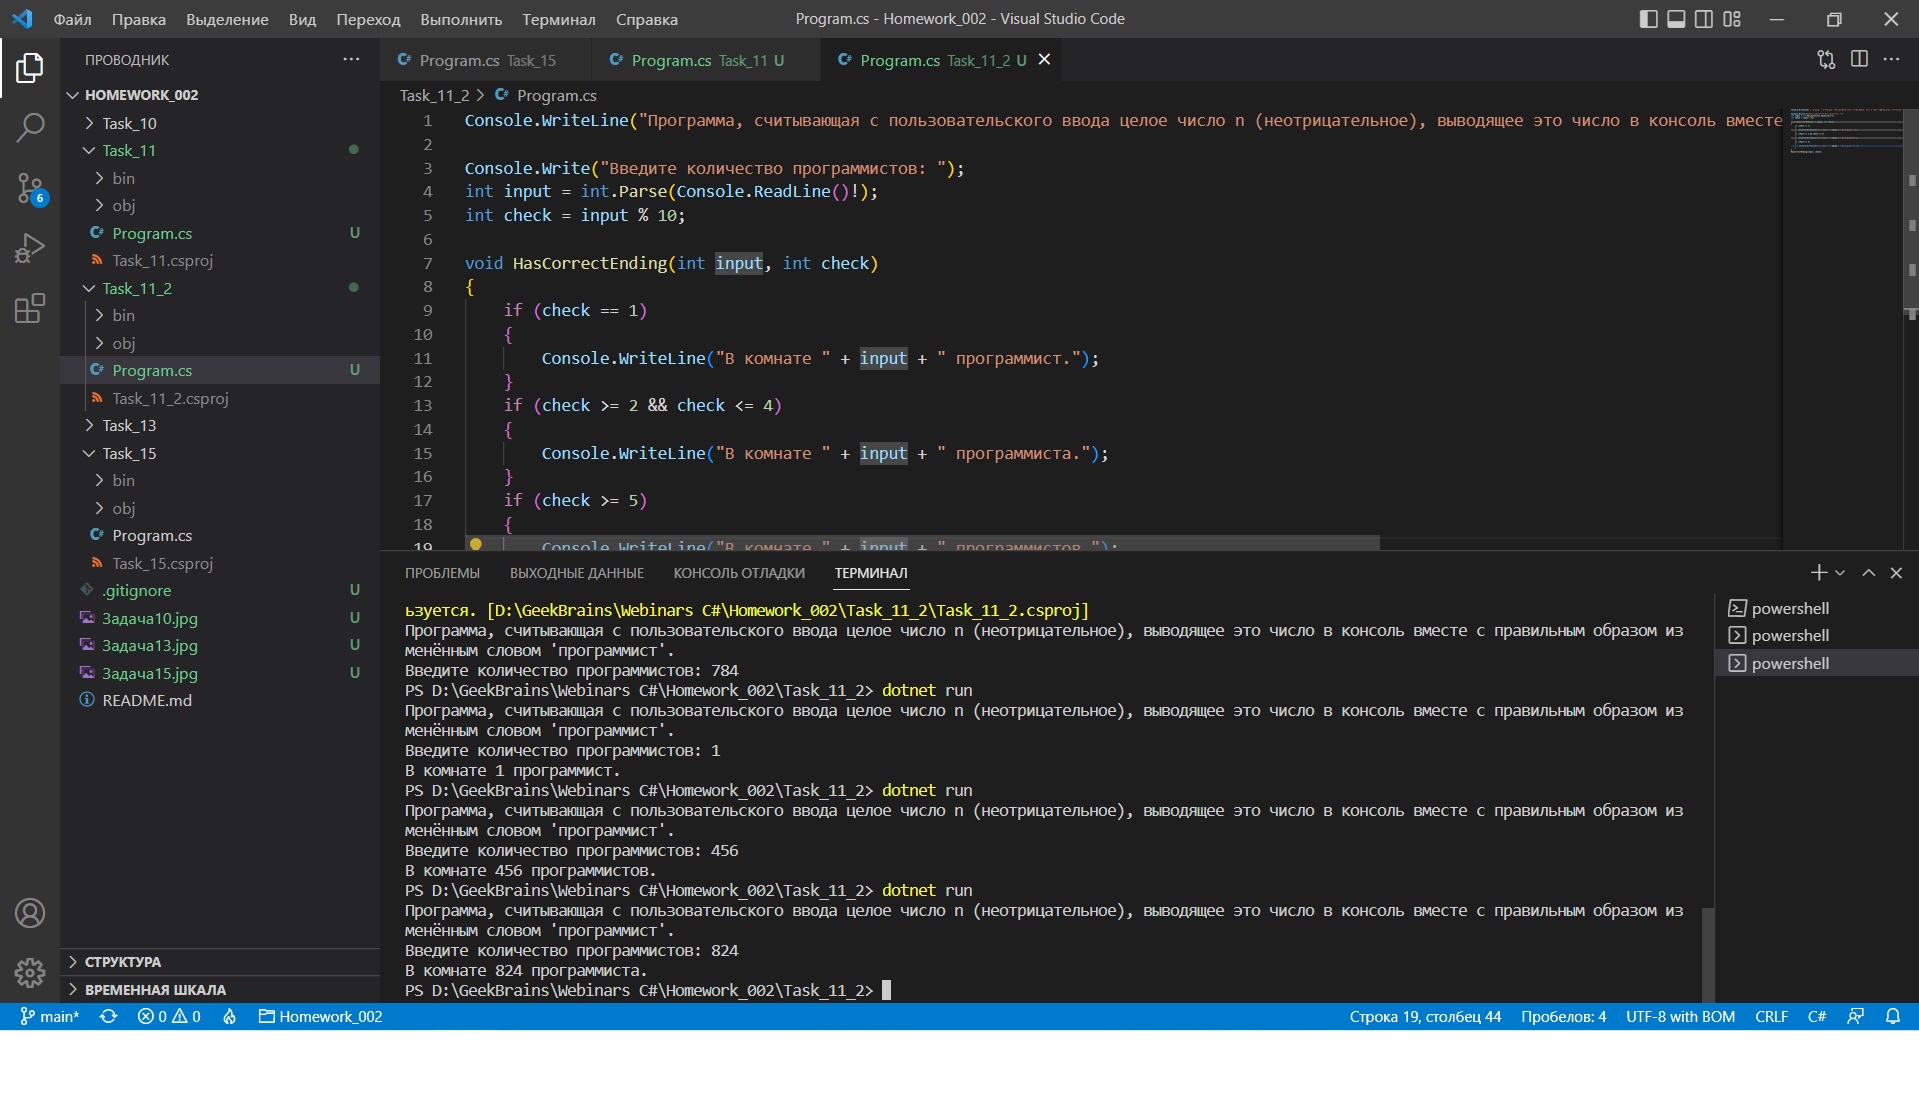 Файл Правка Выделение Вид Переход Выполнить Терминал Справка
Program.cs - Homework_002 - Visual Studio Code
ПРОВОДНИК
HOMEWORK_002
Task_10
Task_11
bin
obj
Program.cs U
Task_11.csproj
Task_11_2
bin
obj
Program.cs U
Task_11_2.csproj
Task_13
Task_15
bin
obj
Program.cs
Task_15.csproj
.gitignore U
Задача10.jpg U
Задача13.jpg U
Задача15.jpg U
README.md
СТРУКТУРА
ВРЕМЕННАЯ ШКАЛА
Program.cs Task_15
Program.cs Task_11 U
Program.cs Task_11_2 U
Task_11_2 > Program.cs
1 Console.WriteLine("Программа, считывающая с пользовательского ввода целое число n (неотрицательное), выводящее это число в консоль вместе
2
3 Console.Write("Введите количество программистов: ");
4 int input = int.Parse(Console.ReadLine()!);
5 int check = input % 10;
6
7 void HasCorrectEnding(int input, int check)
8 {
9 if (check == 1)
10 {
11 Console.WriteLine("В комнате " + input + " программист.");
12 }
13 if (check >= 2 && check <= 4)
14 {
15 Console.WriteLine("В комнате " + input + " программиста.");
16 }
17 if (check >= 5)
18 {
19 Console.WriteLine("В комнате " + input + " программистов.");
ПРОБЛЕМЫ ВЫХОДНЫЕ ДАННЫЕ КОНСОЛЬ ОТЛАДКИ ТЕРМИНАЛ
ьзуется. [D:\GeekBrains\Webinars C#\Homework_002\Task_11_2\Task_11_2.csproj]
Программа, считывающая с пользовательского ввода целое число n (неотрицательное), выводящее это число в консоль вместе с правильным образом из
менённым словом 'программист'.
Введите количество программистов: 784
PS D:\GeekBrains\Webinars C#\Homework_002\Task_11_2> dotnet run
Программа, считывающая с пользовательского ввода целое число n (неотрицательное), выводящее это число в консоль вместе с правильным образом из
менённым словом 'программист'.
Введите количество программистов: 1
В комнате 1 программист.
PS D:\GeekBrains\Webinars C#\Homework_002\Task_11_2> dotnet run
Программа, считывающая с пользовательского ввода целое число n (неотрицательное), выводящее это число в консоль вместе с правильным образом из
менённым словом 'программист'.
Введите количество программистов: 456
В комнате 456 программистов.
PS D:\GeekBrains\Webinars C#\Homework_002\Task_11_2> dotnet run
Программа, считывающая с пользовательского ввода целое число n (неотрицательное), выводящее это число в консоль вместе с правильным образом из
менённым словом 'программист'.
Введите количество программистов: 824
В комнате 824 программиста.
PS D:\GeekBrains\Webinars C#\Homework_002\Task_11_2>
powershell
powershell
powershell
6
main* 0 0 Homework_002
Строка 19, столбец 44 Пробелов: 4 UTF-8 with BOM CRLF C#